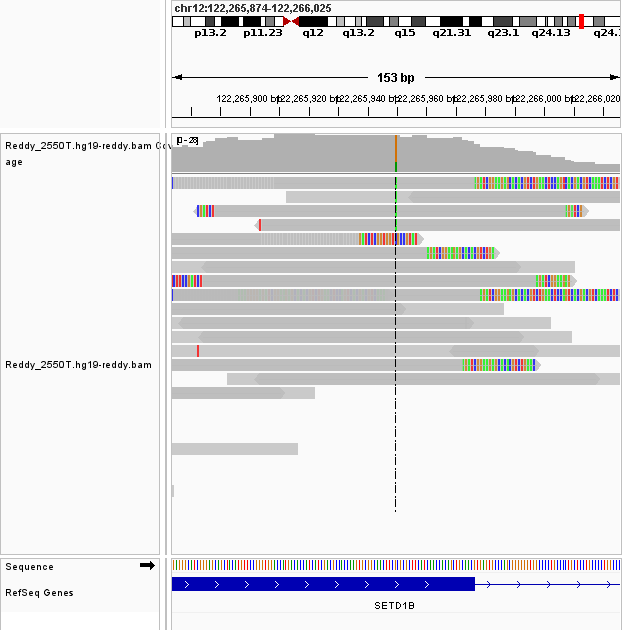 chr12:122,265,874-122,266,025
p13.2 p11.23 q12 q13.2 q15 q21.31 q23.1 q24.13 q24.
153 bp
122,265,900 bp 122,265,920 bp 122,265,940 bp 122,265,960 bp 122,265,980 bp 122,266,000 bp 122,266,020
Reddy_2550T.hg19-reddy.bam Cov
age
[0-28]
Reddy_2550T.hg19-reddy.bam
Sequence
RefSeq Genes
SETD1B